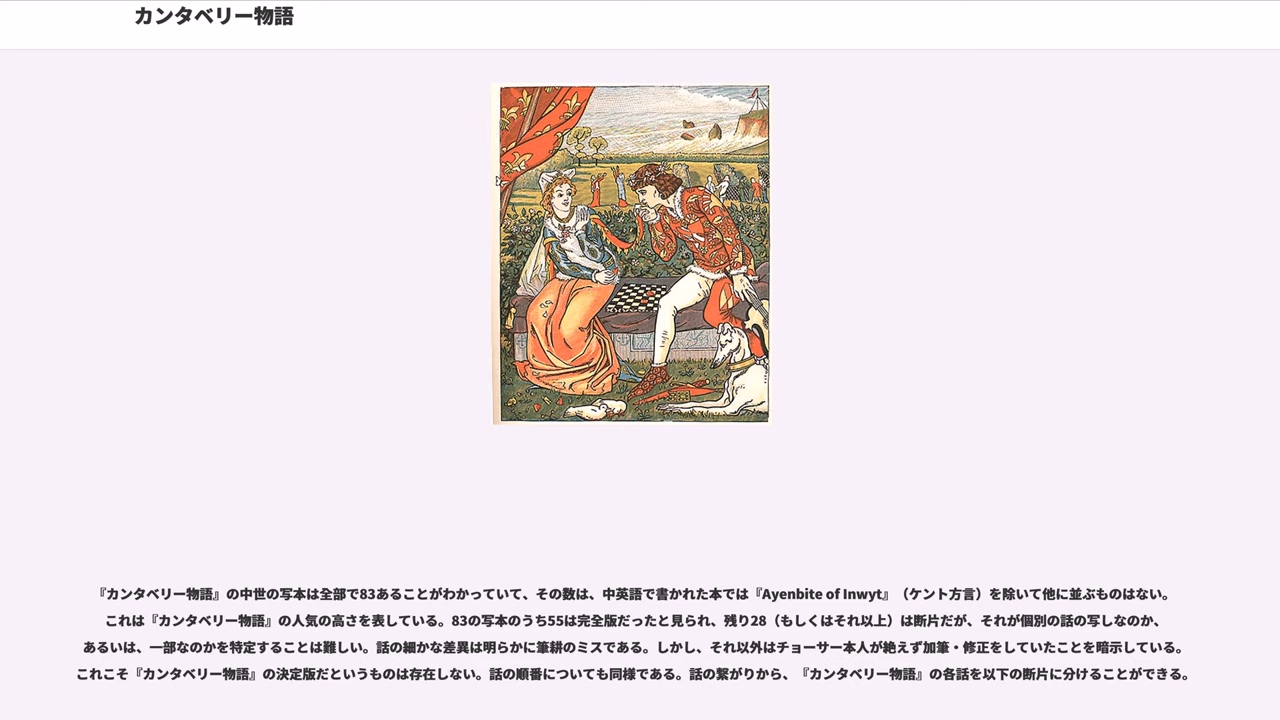 カンタベリー物語
『カンタベリー物語』の中世の写本は全部で83あることがわかっていて、その数は、中英語で書かれた本では『Ayenbite of Inwyt』（ケント方言）を除いて他に並ぶものはない。
これは『カンタベリー物語』の人気の高さを表している。83の写本のうち55は完全版だったと見られ、残り28（もしくはそれ以上）は断片だが、それが個別の話の写しなのか、
あるいは、一部なのかを特定することは難しい。話の細かな差異は明らかに筆耕のミスである。しかし、それ以外はチョーサー本人が絶えず加筆・修正をしていたことを暗示している。
これこそ『カンタベリー物語』の決定版だというものは存在しない。話の順番についても同様である。話の繋がりから、『カンタベリー物語』の各話を以下の断片に分けることができる。